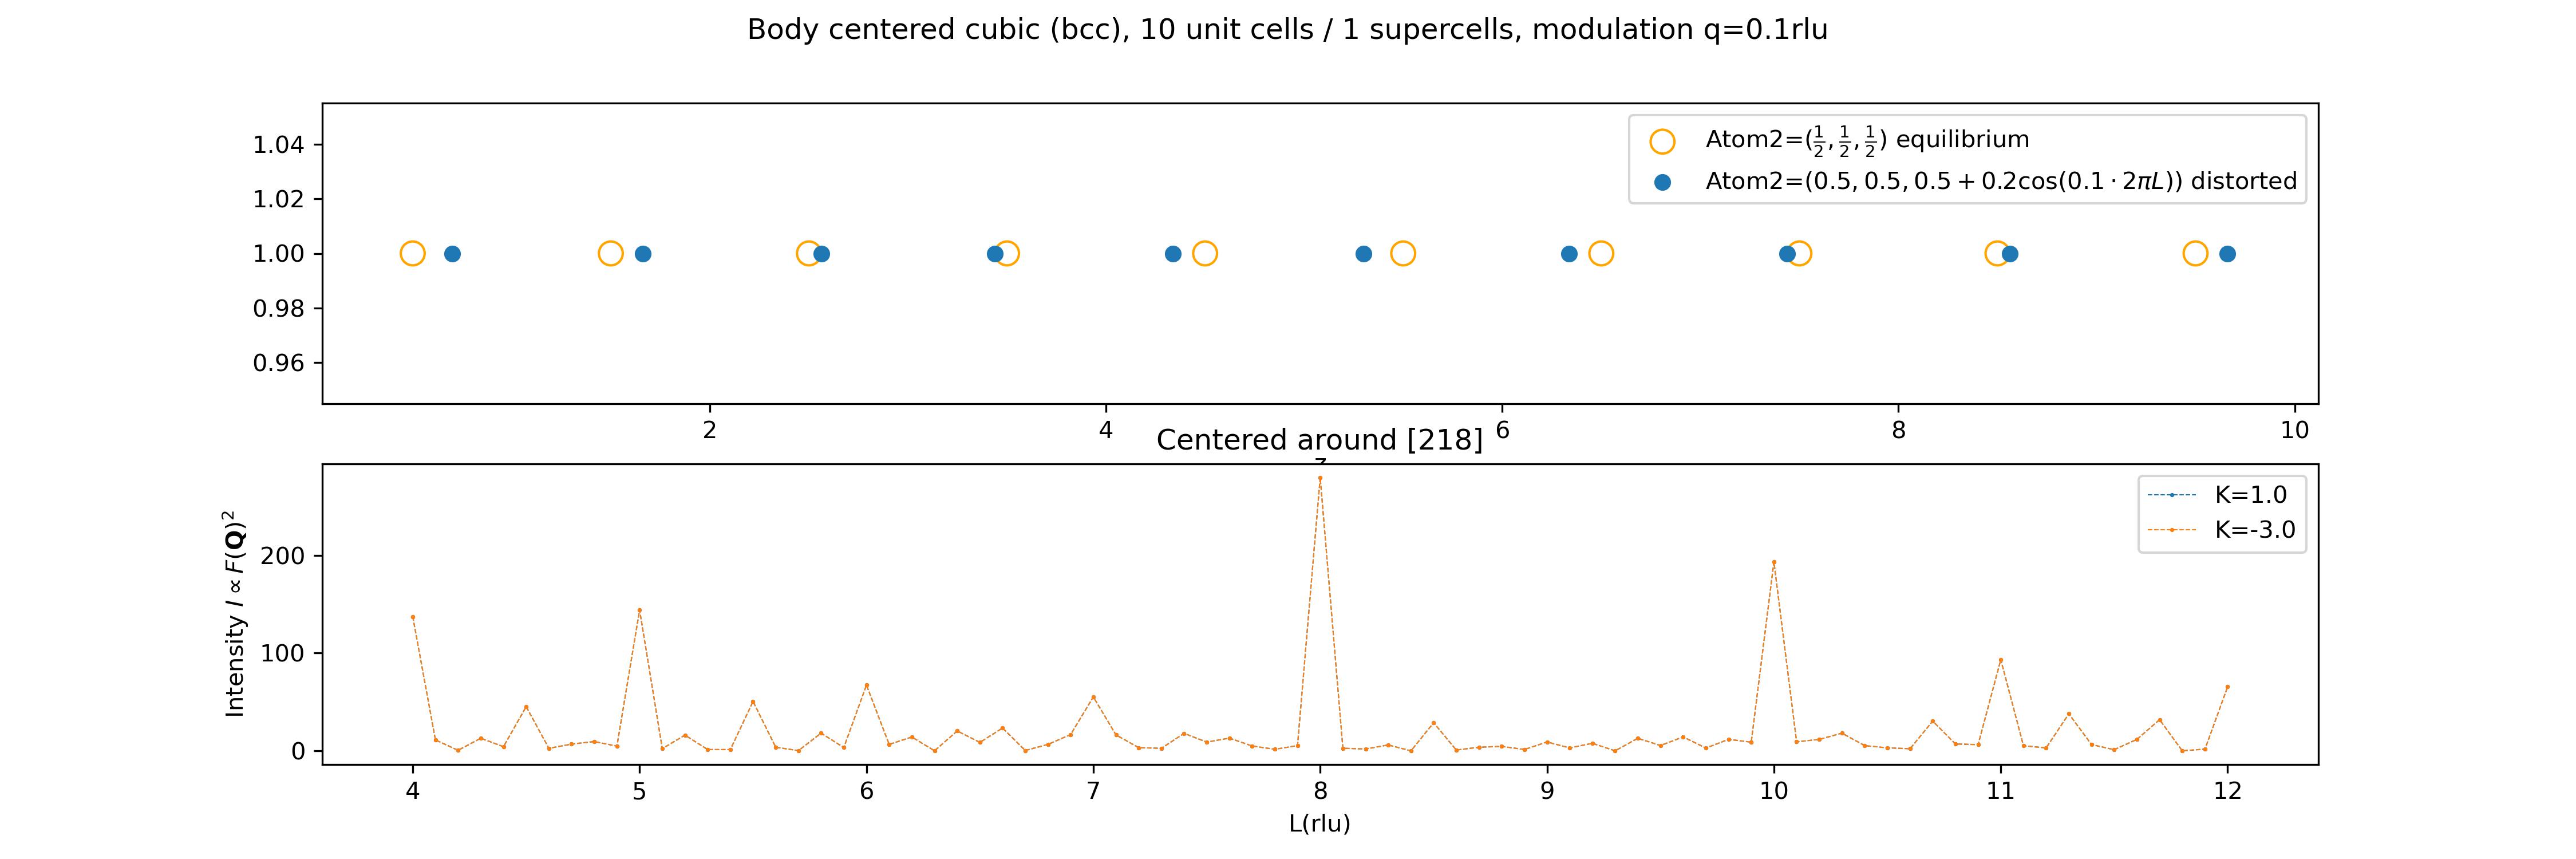 Body centered cubic (bcc), 10 unit cells / 1 supercells, modulation q=0.1rlu
1.04
1.02
1.00
0.98
0.96
Atom2=(½, ½, ½) equilibrium
Atom2=(0.5, 0.5, 0.5 + 0.2cos(0.1 · 2πL)) distorted
2 4 6 8 10
Centered around [218]
Intensity I ∝ F(Q)²
200
100
0
K=1.0
K=-3.0
4 5 6 7 8 9 10 11 12
L(rlu)